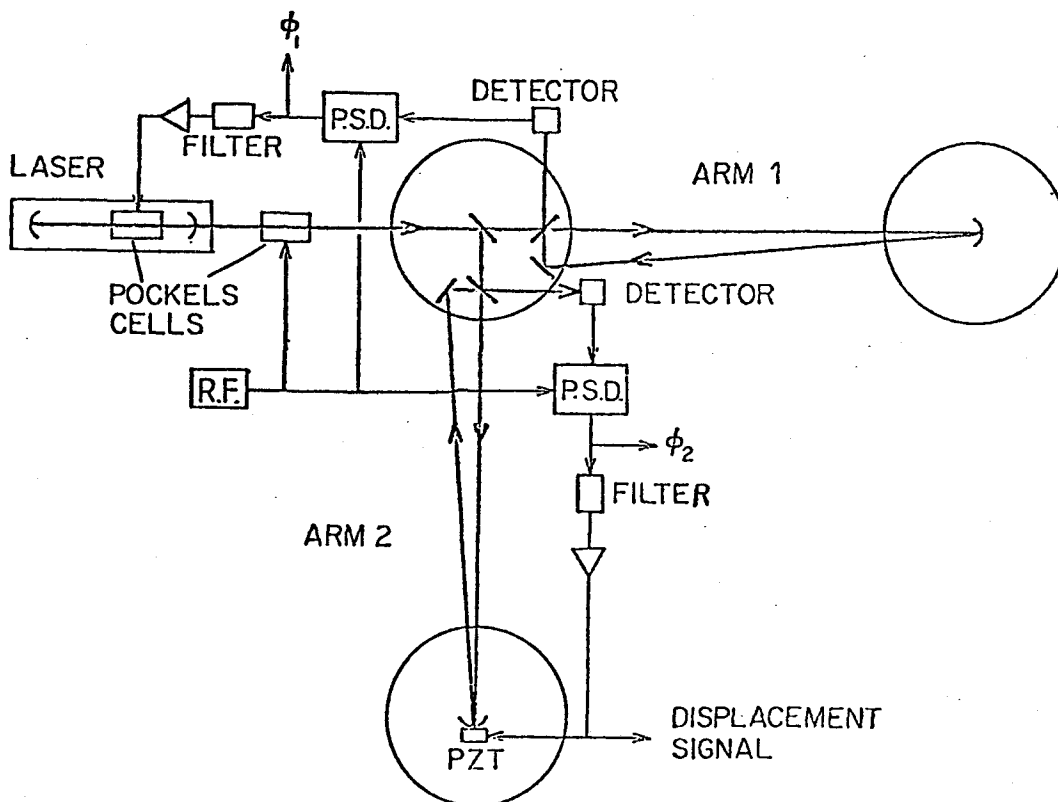 ϕ₁
DETECTOR
P.S.D.
FILTER
LASER
ARM 1
POCKELS
CELLS
DETECTOR
R.F.
P.S.D.
ϕ₂
FILTER
ARM 2
DISPLACEMENT
SIGNAL
PZT